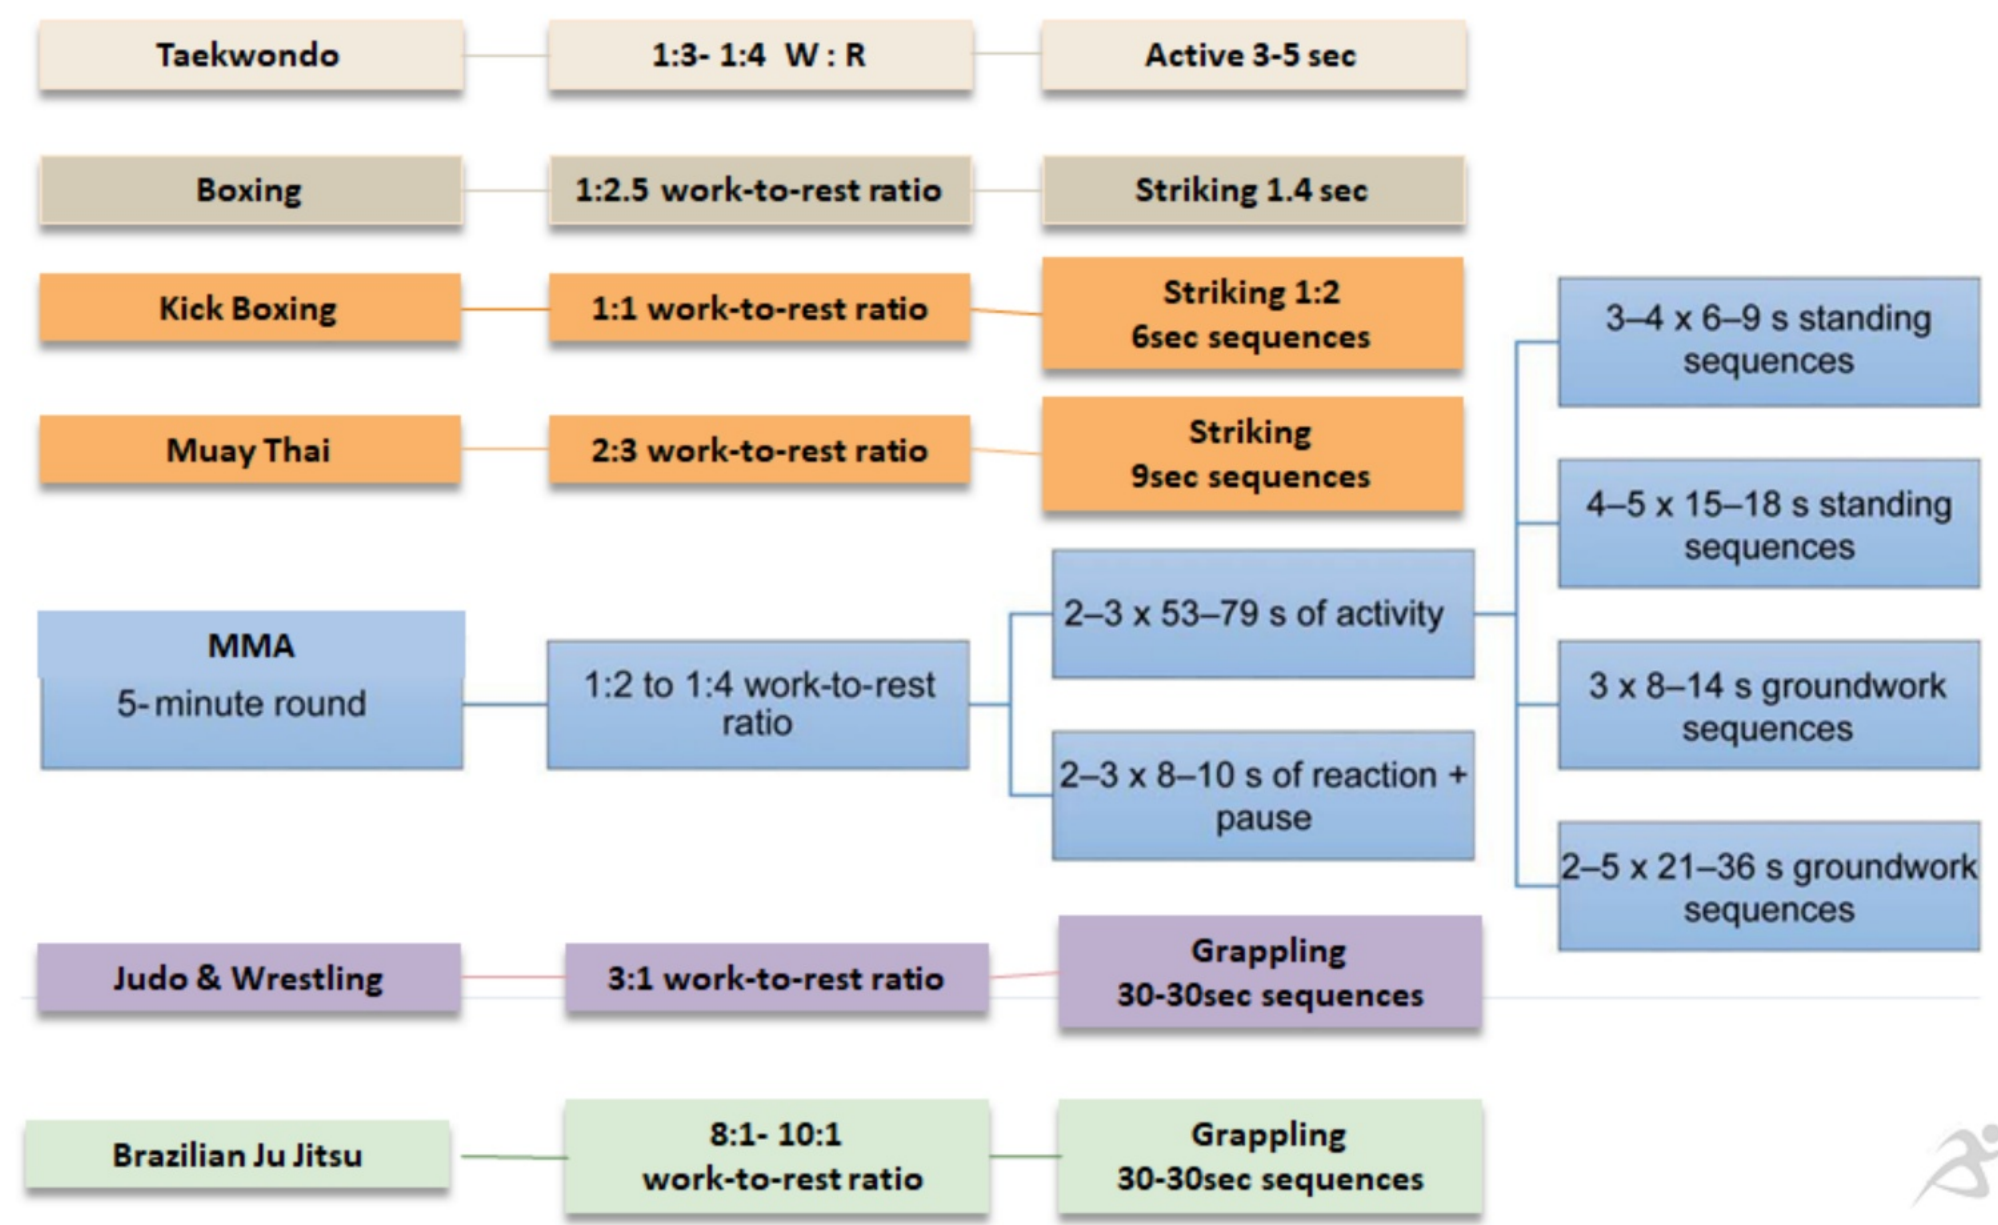 Taekwondo
1:3- 1:4 W : R
Active 3-5 sec
Boxing
1:2.5 work-to-rest ratio
Striking 1.4 sec
Kick Boxing
1:1 work-to-rest ratio
Striking 1:2
6sec sequences
Muay Thai
2:3 work-to-rest ratio
Striking
9sec sequences
MMA
5- minute round
1:2 to 1:4 work-to-rest
ratio
2–3 x 53–79 s of activity
2–3 x 8–10 s of reaction +
pause
3–4 x 6–9 s standing
sequences
4–5 x 15–18 s standing
sequences
3 x 8–14 s groundwork
sequences
2–5 x 21–36 s groundwork
sequences
Judo & Wrestling
3:1 work-to-rest ratio
Grappling
30-30sec sequences
Brazilian Ju Jitsu
8:1- 10:1
work-to-rest ratio
Grappling
30-30sec sequences